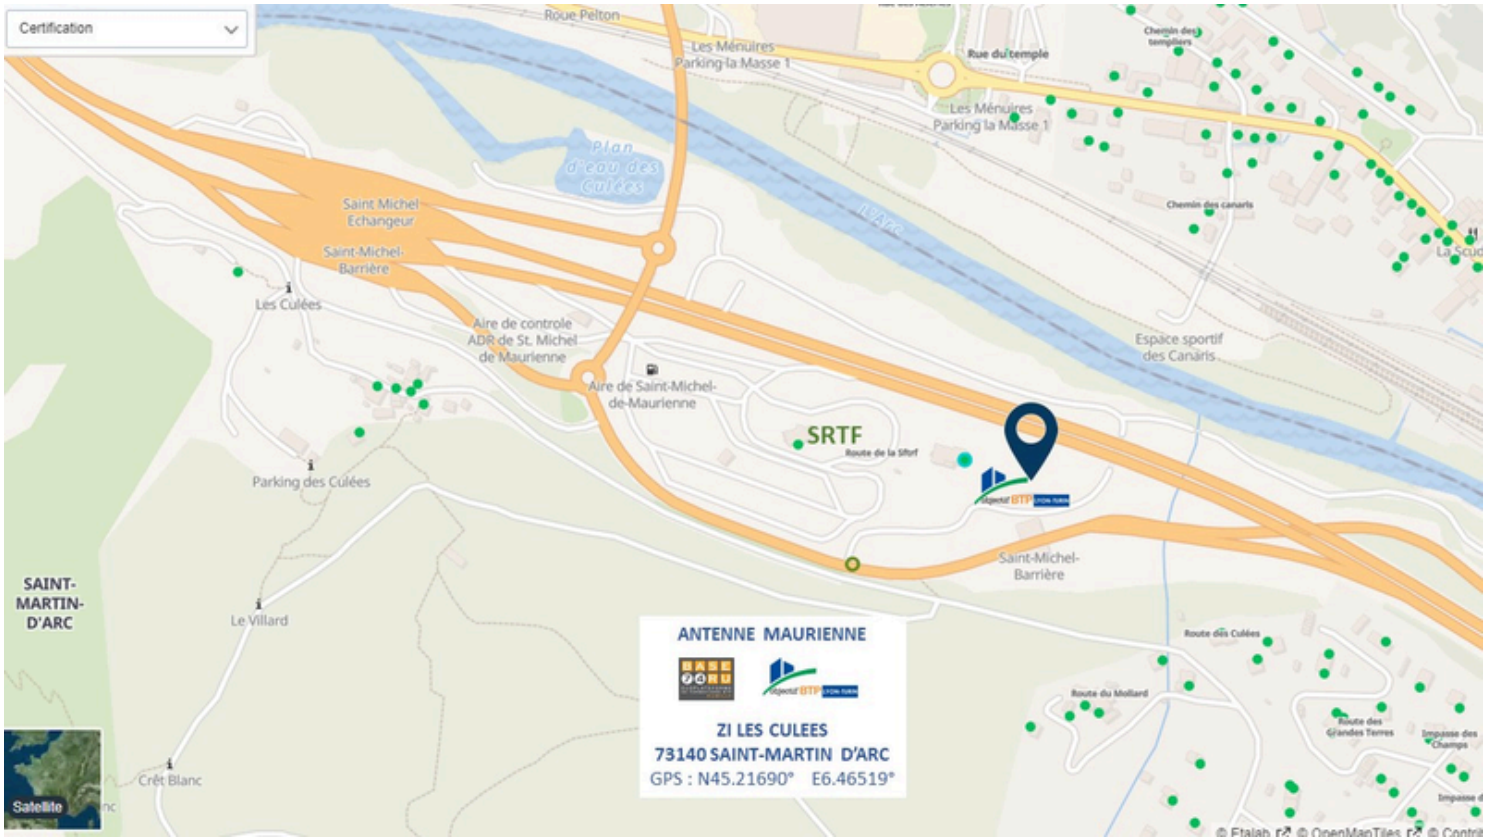 Certification
Roue Pelton
Les Ménuires
Parking la Masse 1
Rue du temple
Chemin des
templiers
Les Ménuires
Parking la Masse 1
Plan
d'eau des
Culées
Saint Michel
Echangeur
Saint-Michel-
Barrière
L'Arc
Chemin des canaris
La Scud
Les Culées
Aire de controle
ADR de St. Michel
de Maurienne
Espace sportif
des Canaris
Aire de Saint-Michel-
de-Maurienne
SRTF
Route de la Sftrf
objectif BTP LYON-TURIN
Parking des Culées
Saint-Michel-
Barrière
SAINT-
MARTIN-
D'ARC
Le Villard
ANTENNE MAURIENNE
BASE
74 RU
objectif BTP LYON-TURIN
ZI LES CULEES
73140 SAINT-MARTIN D'ARC
GPS : N45.21690° E6.46519°
Route des Culées
Route du Mollard
Route des
Grandes Terres
Impasse des
Champs
Crêt Blanc
nc
Satellite
Impasse d
© Etalab © OpenMapTiles © Contrib